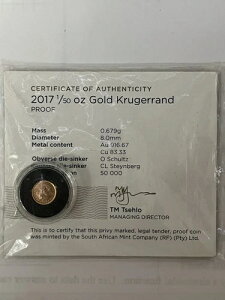 CERTIFICATE OF AUTHENTICITY
2017 1/50 oz Gold Krugerrand
PROOF
Mass 0.679g
Diameter 8.0mm
Metal content Au 916.67
Cu 83.33
Obverse die-sinker O Schultz
die-sinker CL Steynberg
50 000
TM Tsehlo
MANAGING DIRECTOR
This is to certify that this privy marked, legal tender, proof coin
was minted by the South African Mint Company (RF) (Pty) Ltd.